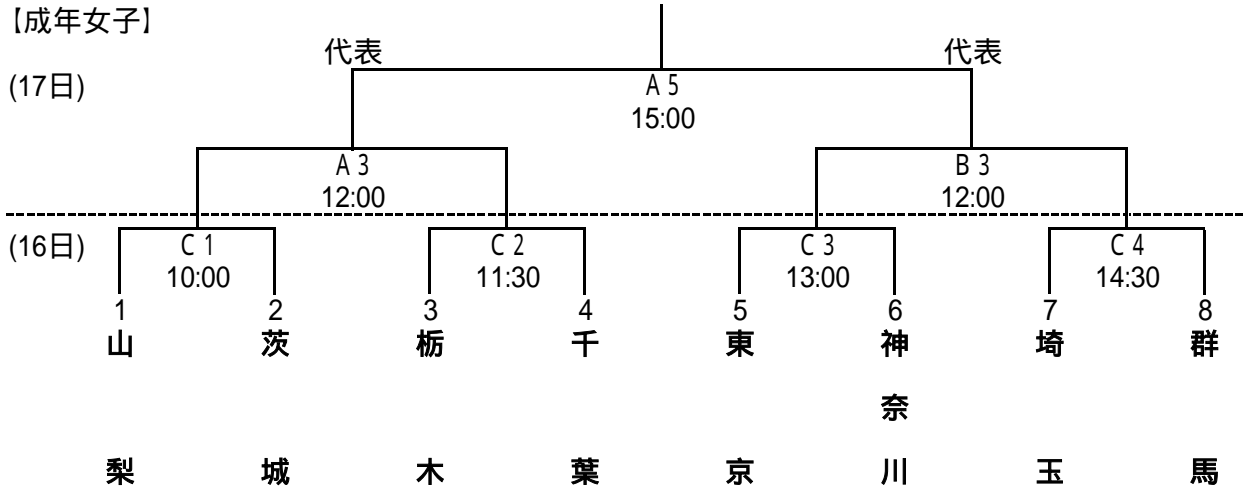 【成年女子】
代表 代表
(17日)
A 5
15:00
A 3 B 3
12:00 12:00
(16日)
C 1 C 2 C 3 C 4
10:00 11:30 13:00 14:30
1 2 3 4 5 6 7 8
山梨 茨城 栃木 千葉 東京 神奈川 埼玉 群馬